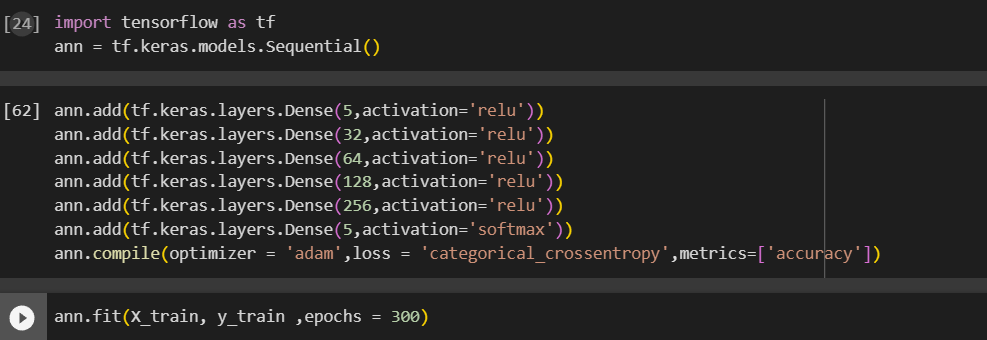 [24] import tensorflow as tf
ann = tf.keras.models.Sequential()
[62] ann.add(tf.keras.layers.Dense(5,activation='relu'))
ann.add(tf.keras.layers.Dense(32,activation='relu'))
ann.add(tf.keras.layers.Dense(64,activation='relu'))
ann.add(tf.keras.layers.Dense(128,activation='relu'))
ann.add(tf.keras.layers.Dense(256,activation='relu'))
ann.add(tf.keras.layers.Dense(5,activation='softmax'))
ann.compile(optimizer = 'adam',loss = 'categorical_crossentropy',metrics=['accuracy'])
ann.fit(X_train, y_train ,epochs = 300)